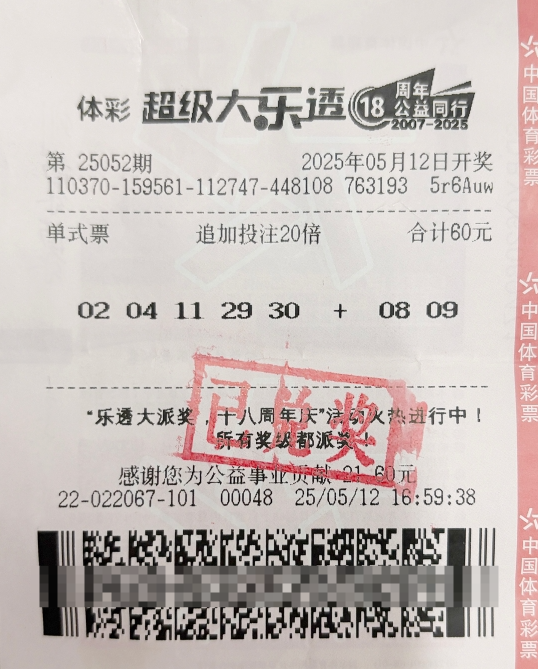 体彩 超级大乐透 18 周年
公益同行
2007-2025
第 25052期 2025年05月12日开奖
110370-159561-112747-448108 763193 5r6Auw
单式票 追加投注20倍 合计60元
02 04 11 29 30 + 08 09
“乐透大派奖，十八周年庆”活动火热进行中！
所有奖级都派奖！
已兑奖
感谢您为公益事业贡献 21.60元
22-022067-101 00048 25/05/12 16:59:38
中国体育彩票
中国体育彩票
中国体育彩票